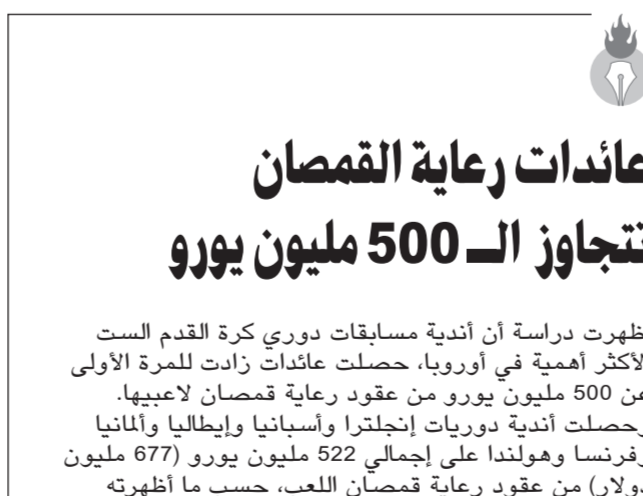 عائدات رعاية القمصان
تتجاوز الــ 500 مليون يورو
ظهرت دراسة أن أندية مسابقات دوري كرة القدم الست
لأكثر أهمية في أوروبا، حصلت عائدات زادت للمرة الأولى
عن 500 مليون يورو من عقود رعاية قمصان لاعبيها.
وحصلت أندية دوريات إنجلترا وأسبانيا وإيطاليا وألمانيا
وفرنسا وهولندا على إجمالي 522 مليون يورو (677 مليون
دولار) من عقود رعاية قمصان اللعب، حسب ما أظهرته